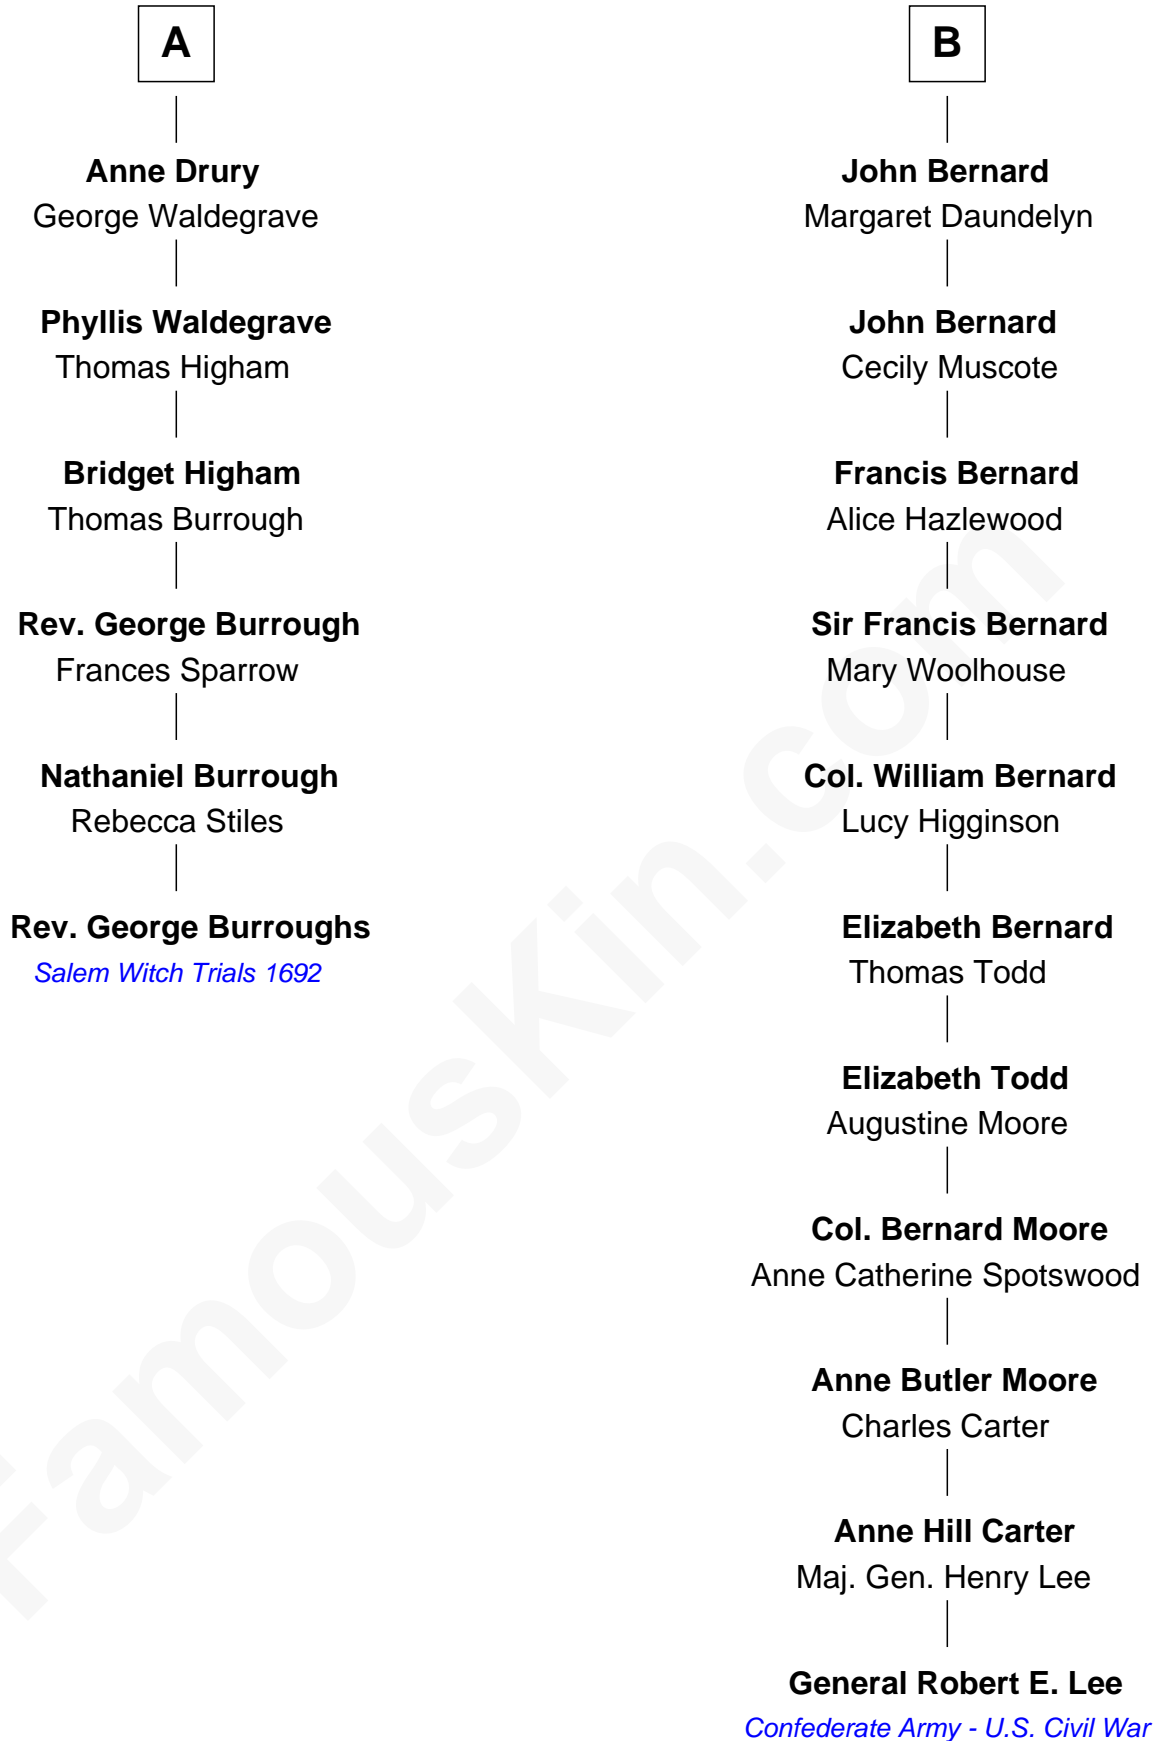 A
Anne Drury
George Waldegrave
Phyllis Waldegrave
Thomas Higham
Bridget Higham
Thomas Burrough
Rev. George Burrough
Frances Sparrow
Nathaniel Burrough
Rebecca Stiles
Rev. George Burroughs
Salem Witch Trials 1692
B
John Bernard
Margaret Daundelyn
John Bernard
Cecily Muscote
Francis Bernard
Alice Hazlewood
Sir Francis Bernard
Mary Woolhouse
Col. William Bernard
Lucy Higginson
Elizabeth Bernard
Thomas Todd
Elizabeth Todd
Augustine Moore
Col. Bernard Moore
Anne Catherine Spotswood
Anne Butler Moore
Charles Carter
Anne Hill Carter
Maj. Gen. Henry Lee
General Robert E. Lee
Confederate Army - U.S. Civil War
FamousKin.com